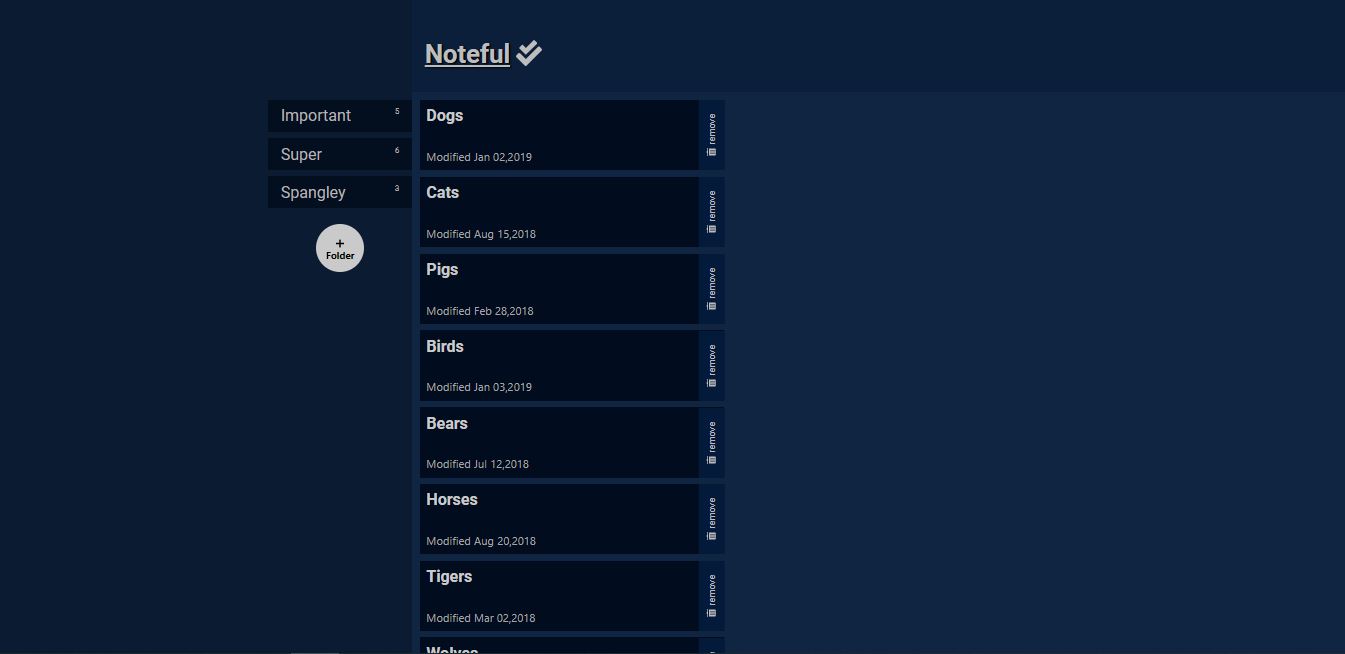 Noteful
Important 5
Super 6
Spangley 3
+
Folder
Dogs
Modified Jan 02,2019
remove
Cats
Modified Aug 15,2018
remove
Pigs
Modified Feb 28,2018
remove
Birds
Modified Jan 03,2019
remove
Bears
Modified Jul 12,2018
remove
Horses
Modified Aug 20,2018
remove
Tigers
Modified Mar 02,2018
remove
Wolves